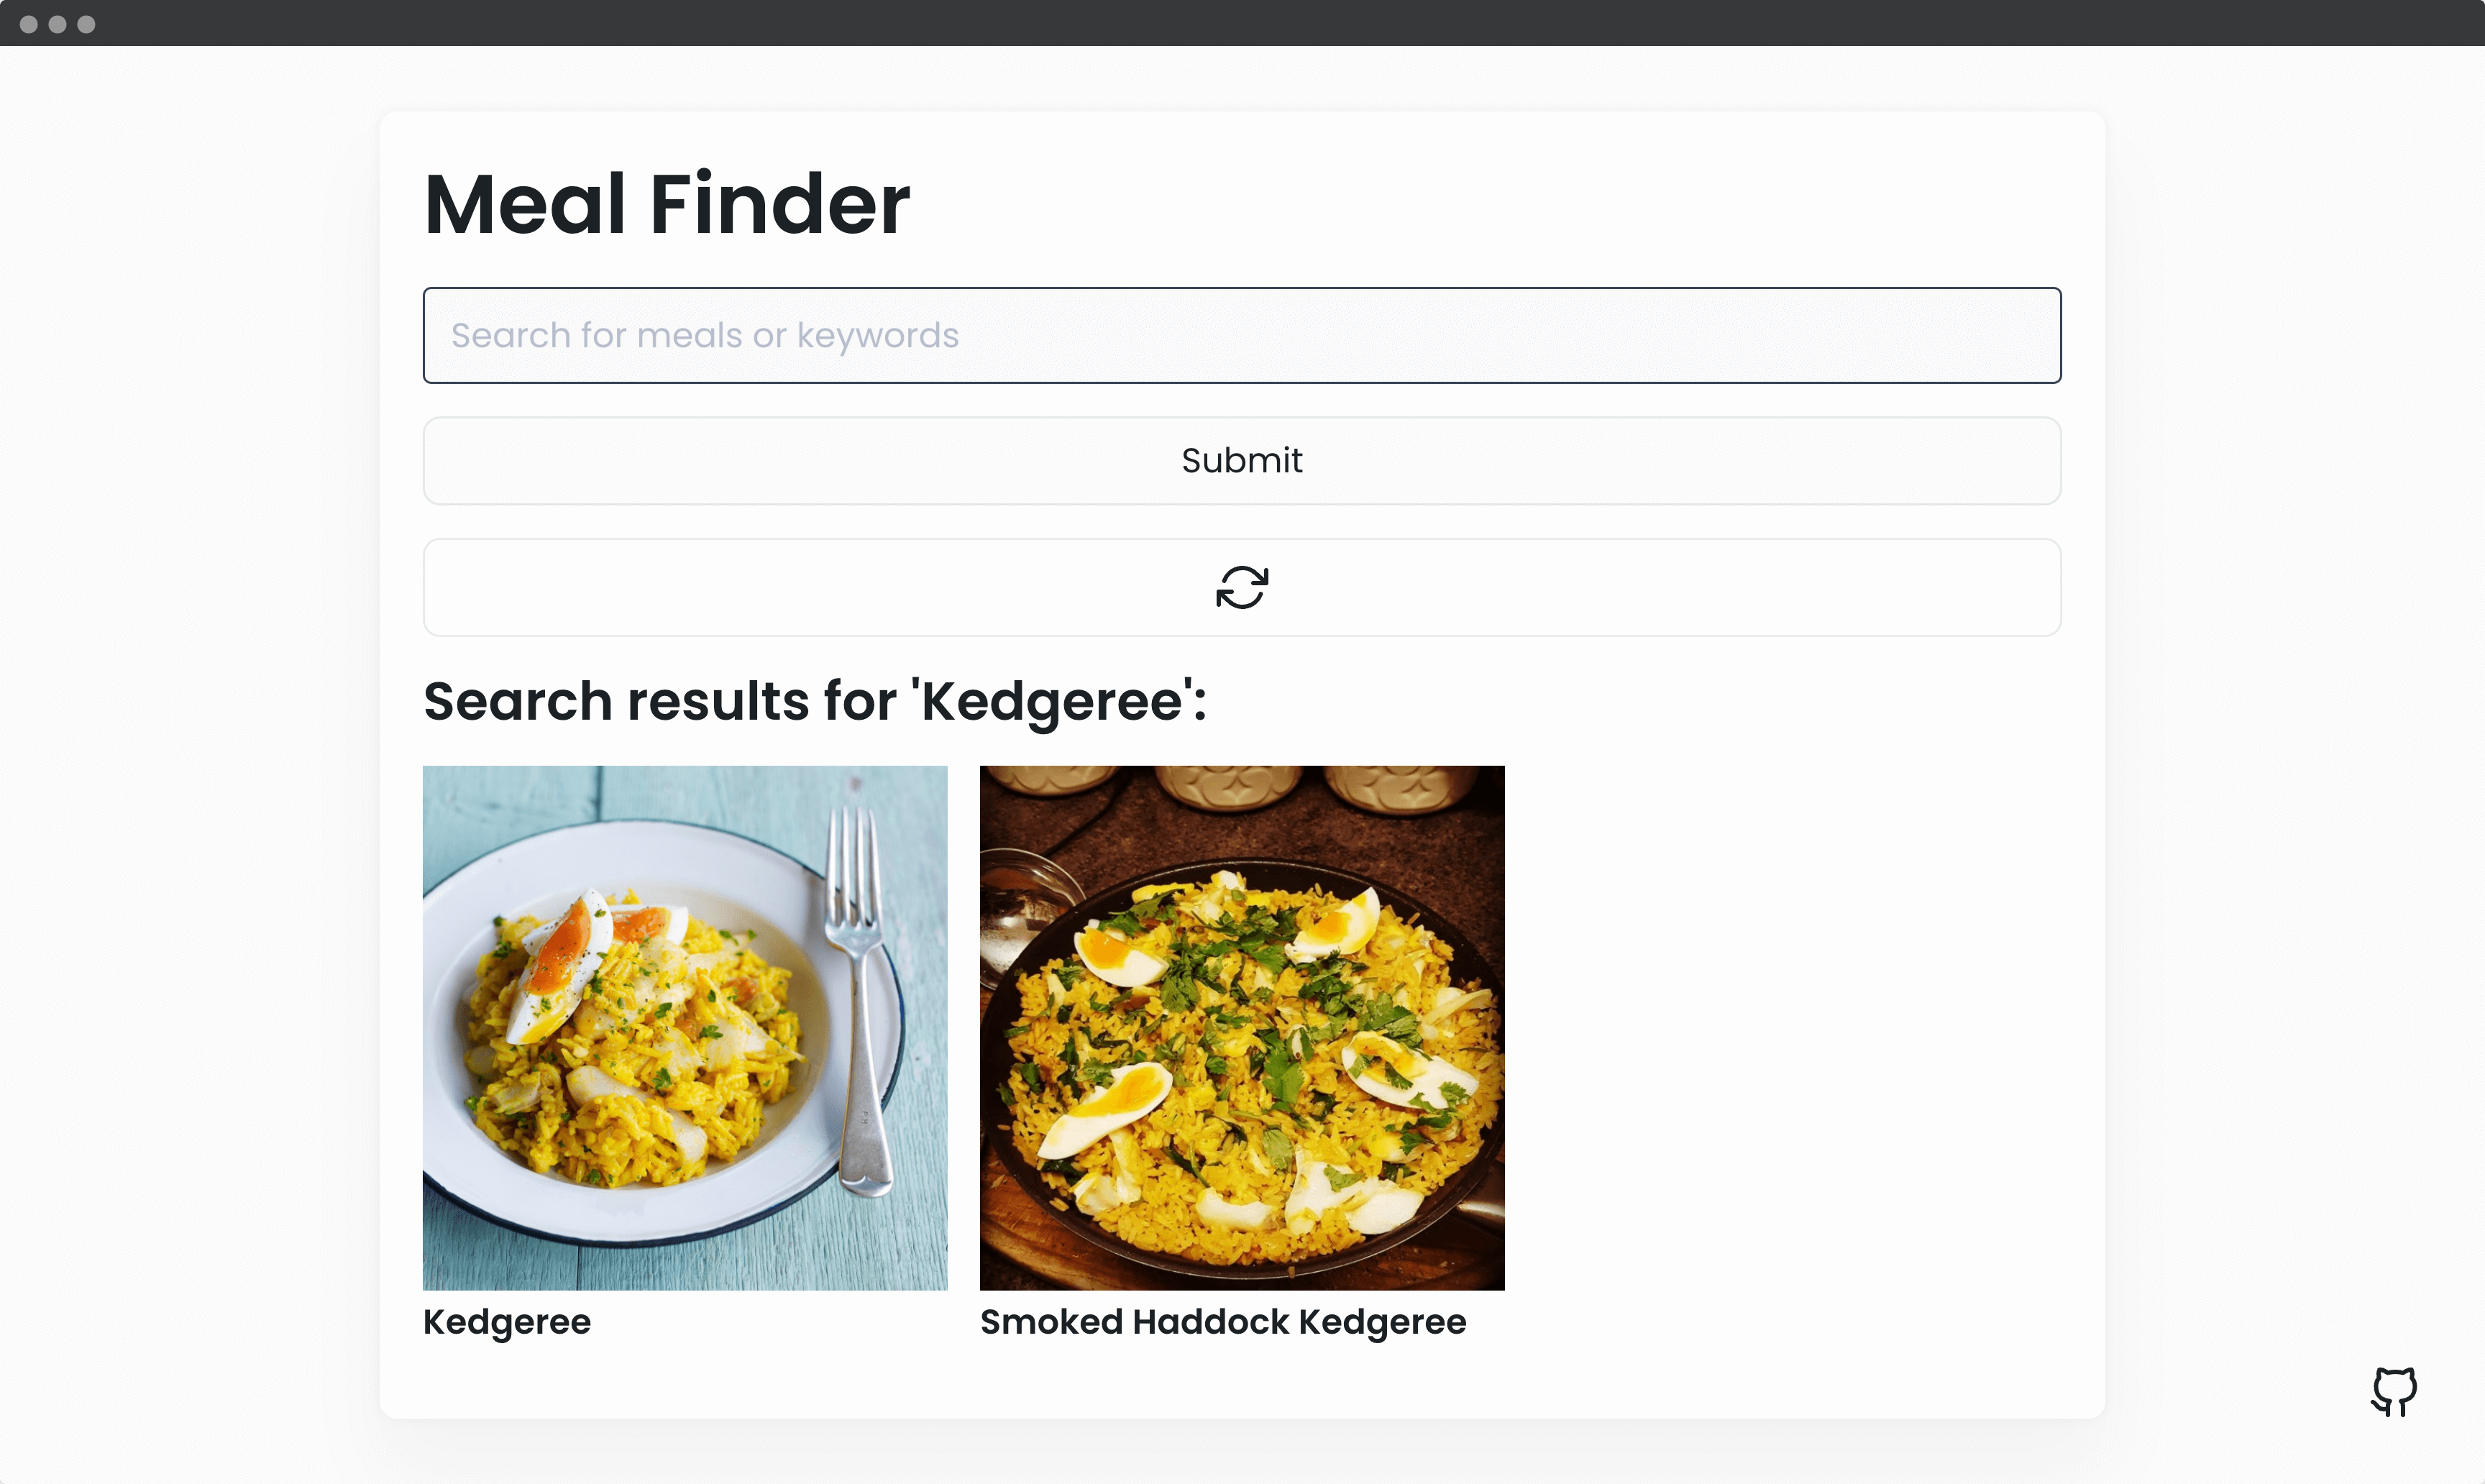 Meal Finder
Search for meals or keywords
Submit
Search results for 'Kedgeree':
Kedgeree
Smoked Haddock Kedgeree